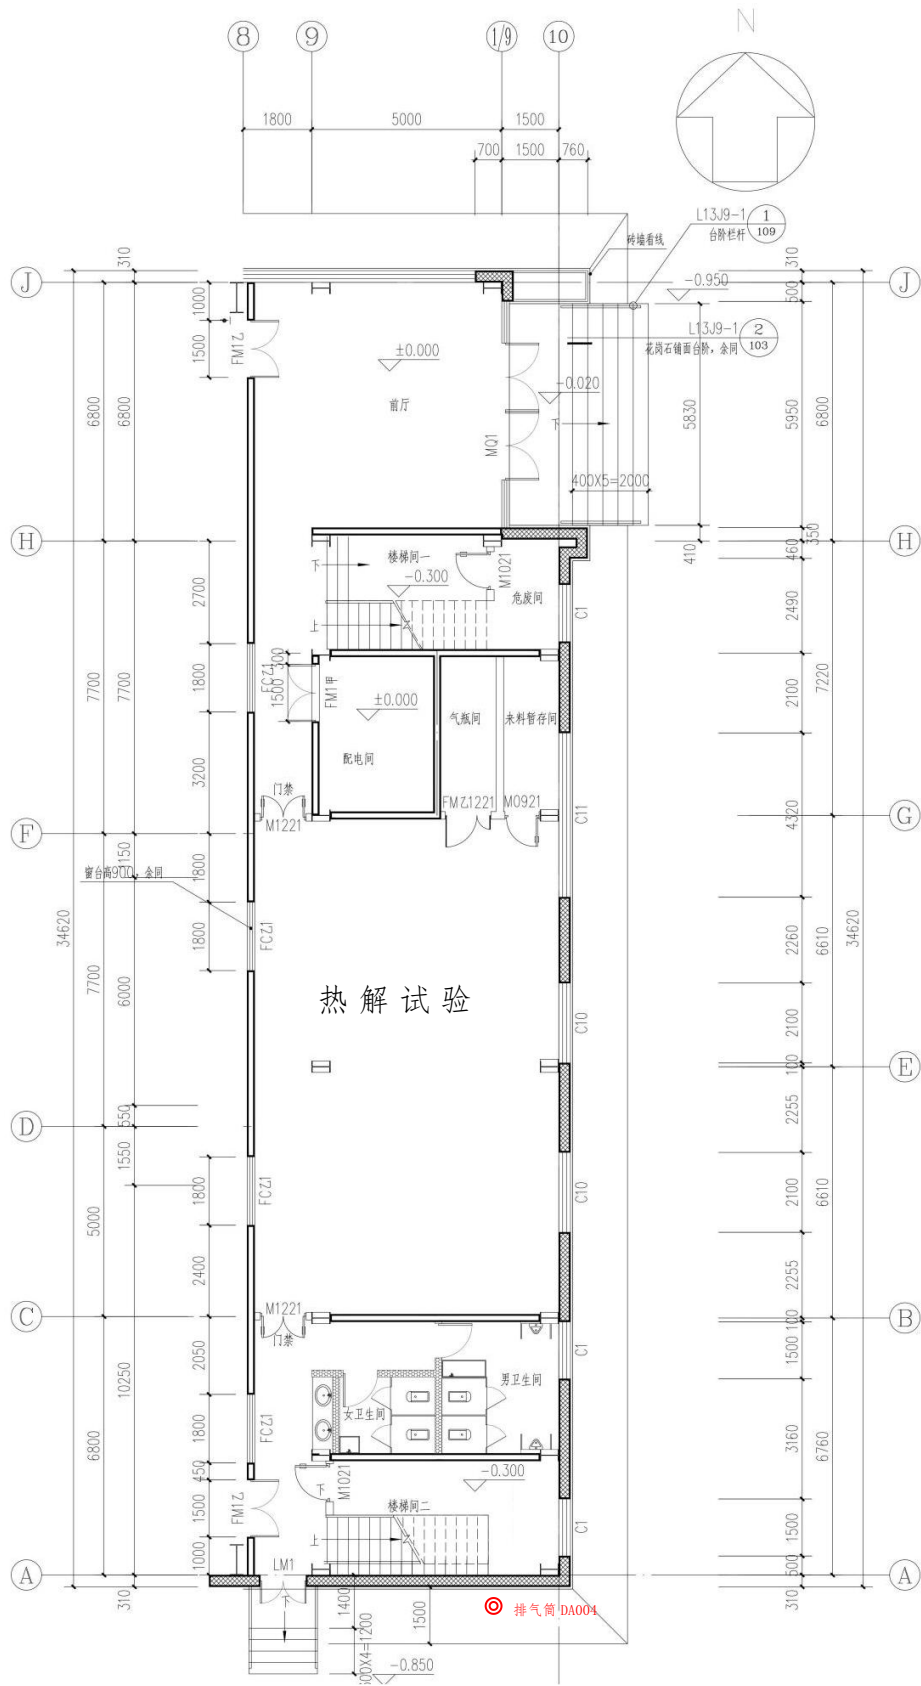 8
9
1/9
10
N
1800
5000
1500
700
1500
760
L13J9-1
1
109
台阶栏杆
砖墙看线
310
310
J
J
-0.950
1000
500
L13J9-1
2
103
花岗石铺面台阶，余同
FM1乙
1500
±0.000
前厅
-0.020
下
MQ1
400X5=2000
5830
5950
6800
6800
6800
H
H
350
410
460
楼梯间一
下
-0.300
M1021
危废间
上
C1
2700
2490
300
FCZ1
1500
FM1甲
±0.000
气瓶间
来料暂存间
配电间
1800
2100
7220
7700
7700
3200
门禁
M1221
FM乙1221
M0921
C11
4320
F
G
1150
1800
窗台高900，余同
34620
1800
FCZ1
2260
6610
34620
7700
6000
热解试验
2100
C10
E
100
550
D
1550
2255
1800
FCZ1
C10
2100
6610
5000
2400
2255
M1221
门禁
C
B
100
2050
C1
1500
10250
男卫生间
女卫生间
1800
FCZ1
3160
6760
6800
450
-0.300
M1021
下
楼梯间二
1500
FM1乙
上
C1
1500
1000
LM1
500
A
A
310
310
下
1400
1500
排气筒 DA004
-0.850